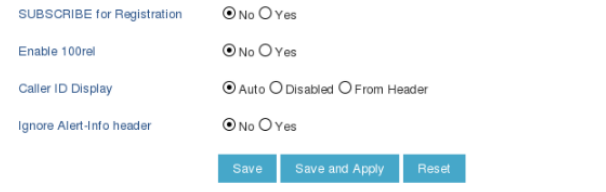 SUBSCRIBE for Registration No Yes
Enable 100rel No Yes
Caller ID Display Auto Disabled From Header
Ignore Alert-Info header No Yes
Save Save and Apply Reset